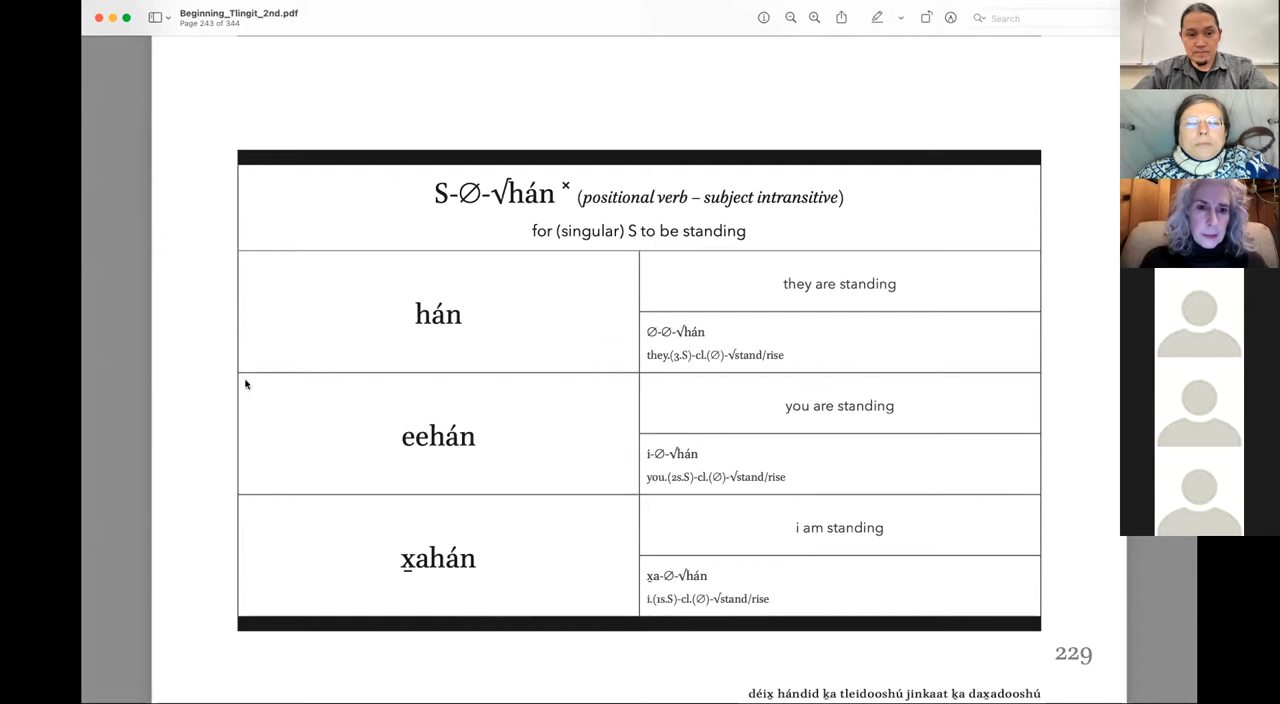 Beginning_Tlingit_2nd.pdf
Page 243 of 344
Search
S-∅-√hán ˣ (positional verb – subject intransitive)
for (singular) S to be standing
hán
they are standing
∅-∅-√hán
they.(3.S)-cl.(∅)-√stand/rise
eehán
you are standing
i-∅-√hán
you.(2s.S)-cl.(∅)-√stand/rise
x̱ahán
i am standing
x̱a-∅-√hán
i.(1s.S)-cl.(∅)-√stand/rise
229
déix̱ hándid ḵa tleidooshú jinkaat ḵa dax̱adooshú